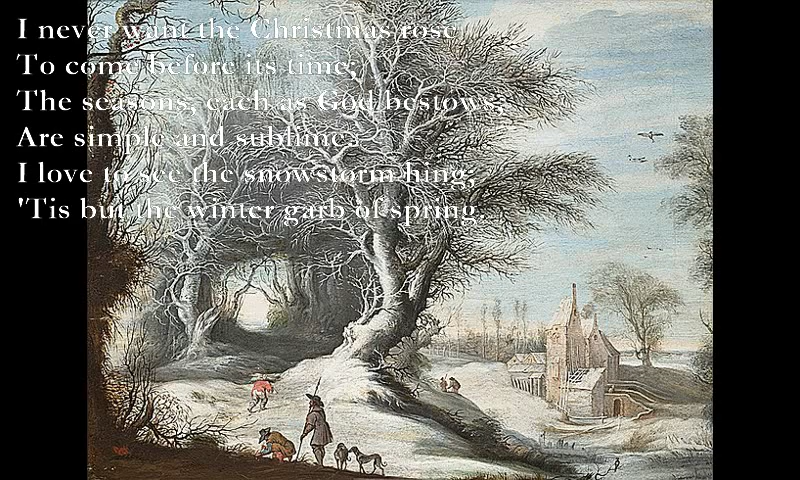 I never want the Christmas rose
To come before its time;
The seasons, each as God bestows,
Are simple and sublime.
I love to see the snowstorm hing;
'Tis but the winter garb of spring.